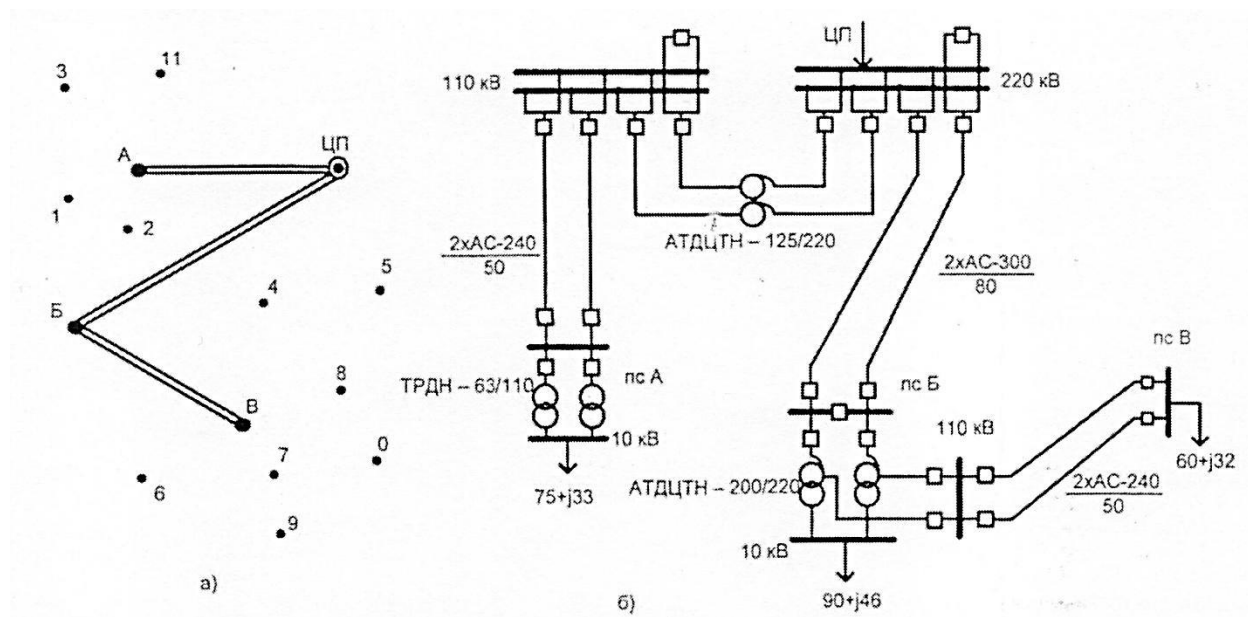 3
11
ЦП
А
1
2
5
Б
4
8
В
7
0
6
9
а)
ЦП
110 кВ
220 кВ
АТДЦТН – 125/220
2хАС-240
50
2хАС-300
80
пс В
ТРДН – 63/110
пс А
пс Б
10 кВ
110 кВ
60+j32
75+j33
АТДЦТН – 200/220
2хАС-240
50
10 кВ
90+j46
б)